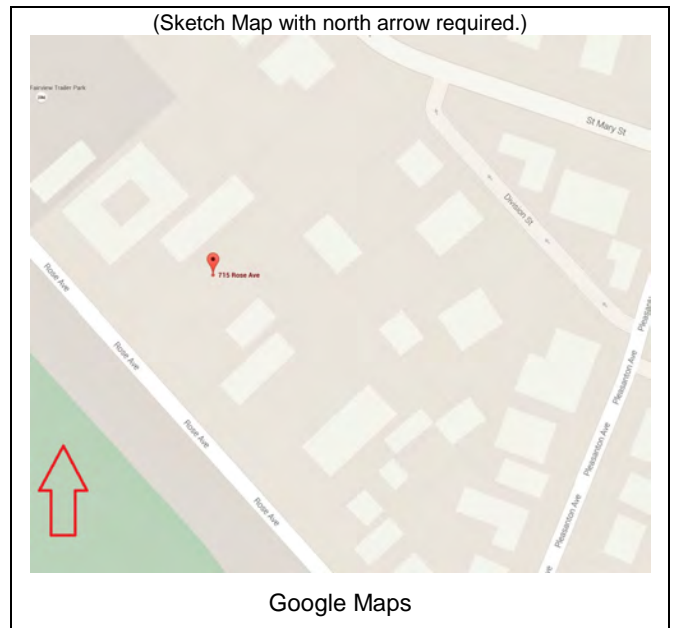 (Sketch Map with north arrow required.)
Fairview Trailer Park
St Mary St
Division St
715 Rose Ave
Rose Ave
Rose Ave
Rose Ave
Rose Ave
Pleasanton Ave
Pleasanton Ave
Pleasanton Ave
Google Maps